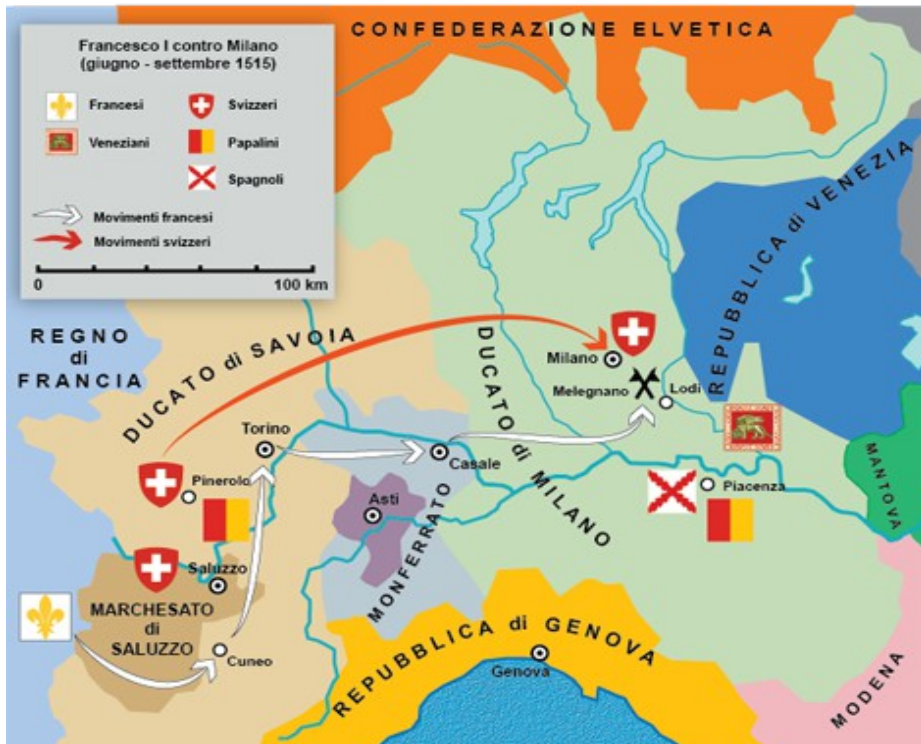 Francesco I contro Milano
(giugno - settembre 1515)
Francesi
Svizzeri
Veneziani
Papalini
Spagnoli
Movimenti francesi
Movimenti svizzeri
0
100 km
CONFEDERAZIONE ELVETICA
REPUBBLICA di VENEZIA
REGNO
di
FRANCIA
DUCATO di SAVOIA
DUCATO di MILANO
Milano
Melegnano
Lodi
Torino
Casale
Pinerolo
Asti
Piacenza
MANTOVA
MONFERRATO
Saluzzo
MARCHESATO
di
SALUZZO
Cuneo
REPUBBLICA di GENOVA
Genova
MODENA